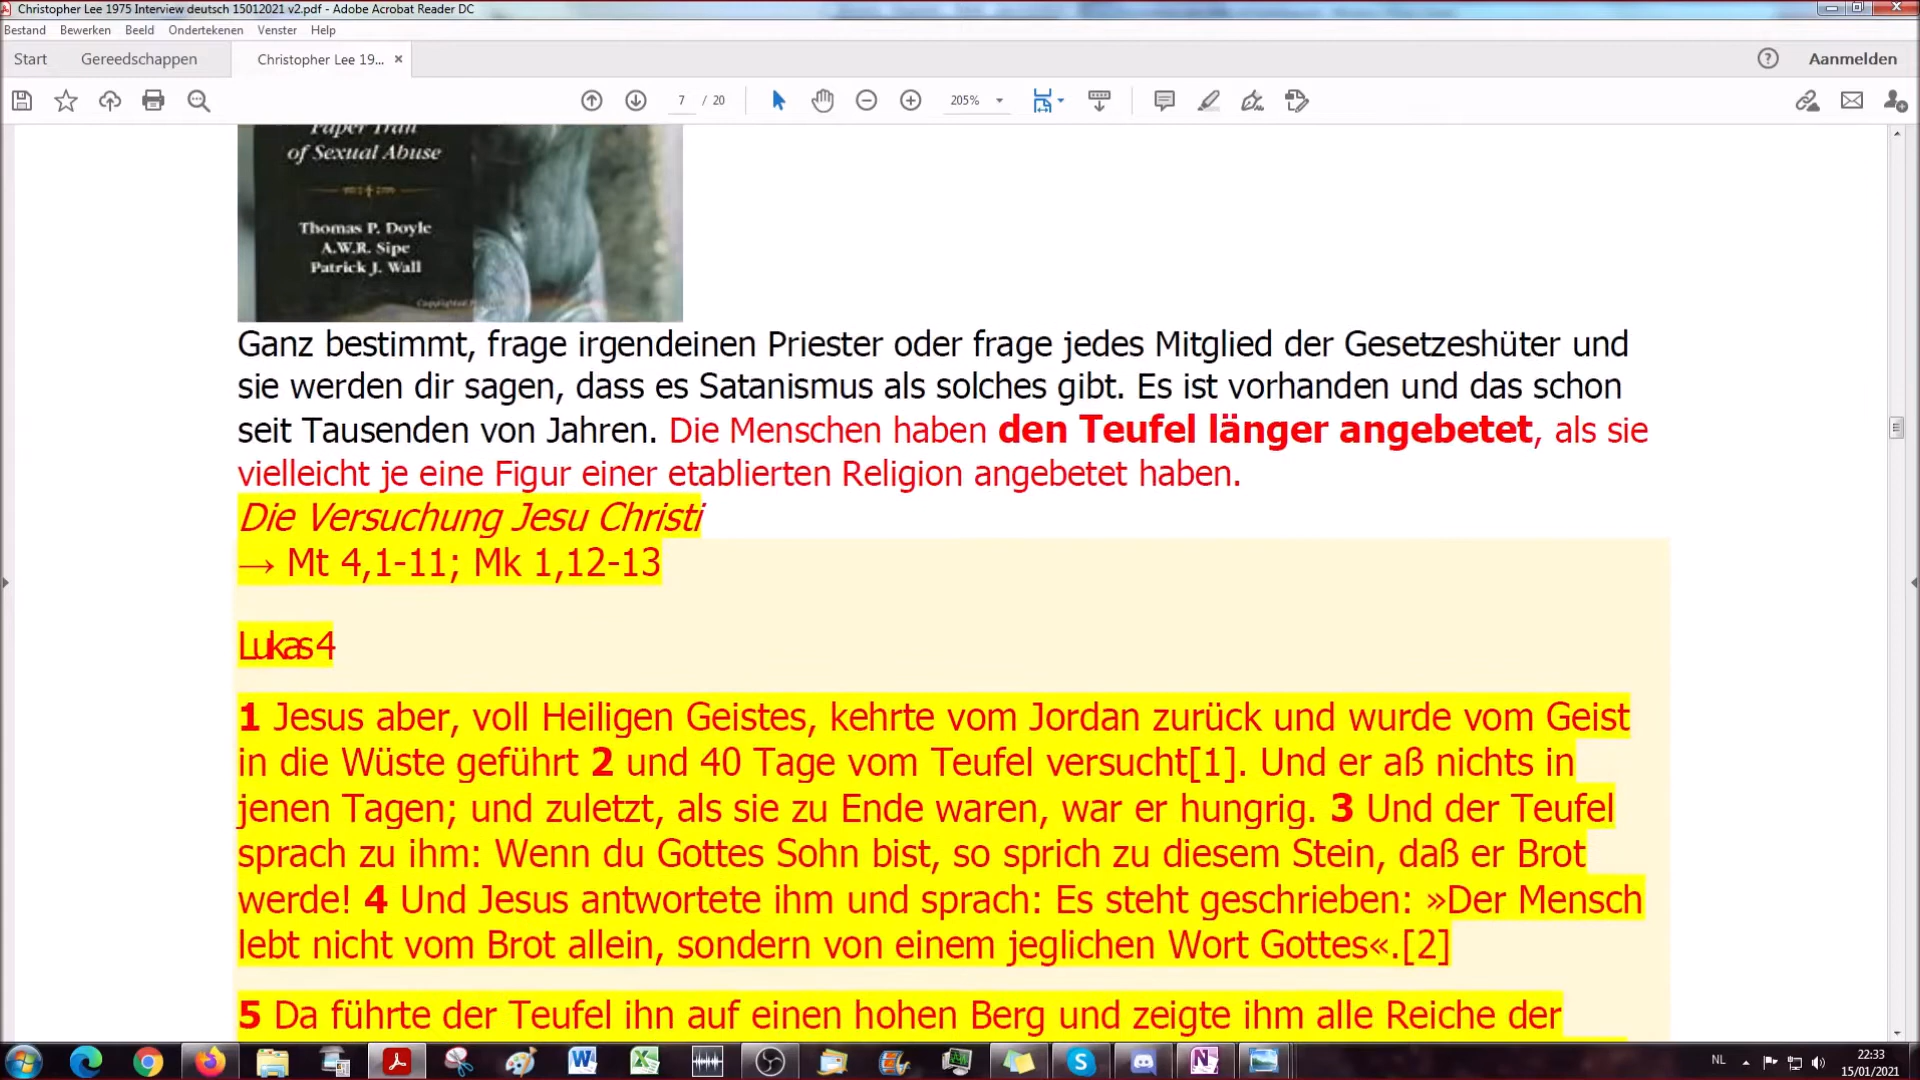 Christopher Lee 1975 Interview deutsch 15012021 v2.pdf - Adobe Acrobat Reader DC
Bestand Bewerken Beeld Ondertekenen Venster Help
Start Gereedschappen Christopher Lee 19... × Aanmelden
7 / 20 205%
Paper Trail
of Sexual Abuse
Thomas P. Doyle
A.W.R. Sipe
Patrick J. Wall
Ganz bestimmt, frage irgendeinen Priester oder frage jedes Mitglied der Gesetzeshüter und
sie werden dir sagen, dass es Satanismus als solches gibt. Es ist vorhanden und das schon
seit Tausenden von Jahren. Die Menschen haben den Teufel länger angebetet, als sie
vielleicht je eine Figur einer etablierten Religion angebetet haben.
Die Versuchung Jesu Christi
→ Mt 4,1-11; Mk 1,12-13
Lukas 4
1 Jesus aber, voll Heiligen Geistes, kehrte vom Jordan zurück und wurde vom Geist
in die Wüste geführt 2 und 40 Tage vom Teufel versucht[1]. Und er aß nichts in
jenen Tagen; und zuletzt, als sie zu Ende waren, war er hungrig. 3 Und der Teufel
sprach zu ihm: Wenn du Gottes Sohn bist, so sprich zu diesem Stein, daß er Brot
werde! 4 Und Jesus antwortete ihm und sprach: Es steht geschrieben: »Der Mensch
lebt nicht vom Brot allein, sondern von einem jeglichen Wort Gottes«.[2]
5 Da führte der Teufel ihn auf einen hohen Berg und zeigte ihm alle Reiche der
NL 22:33
15/01/2021